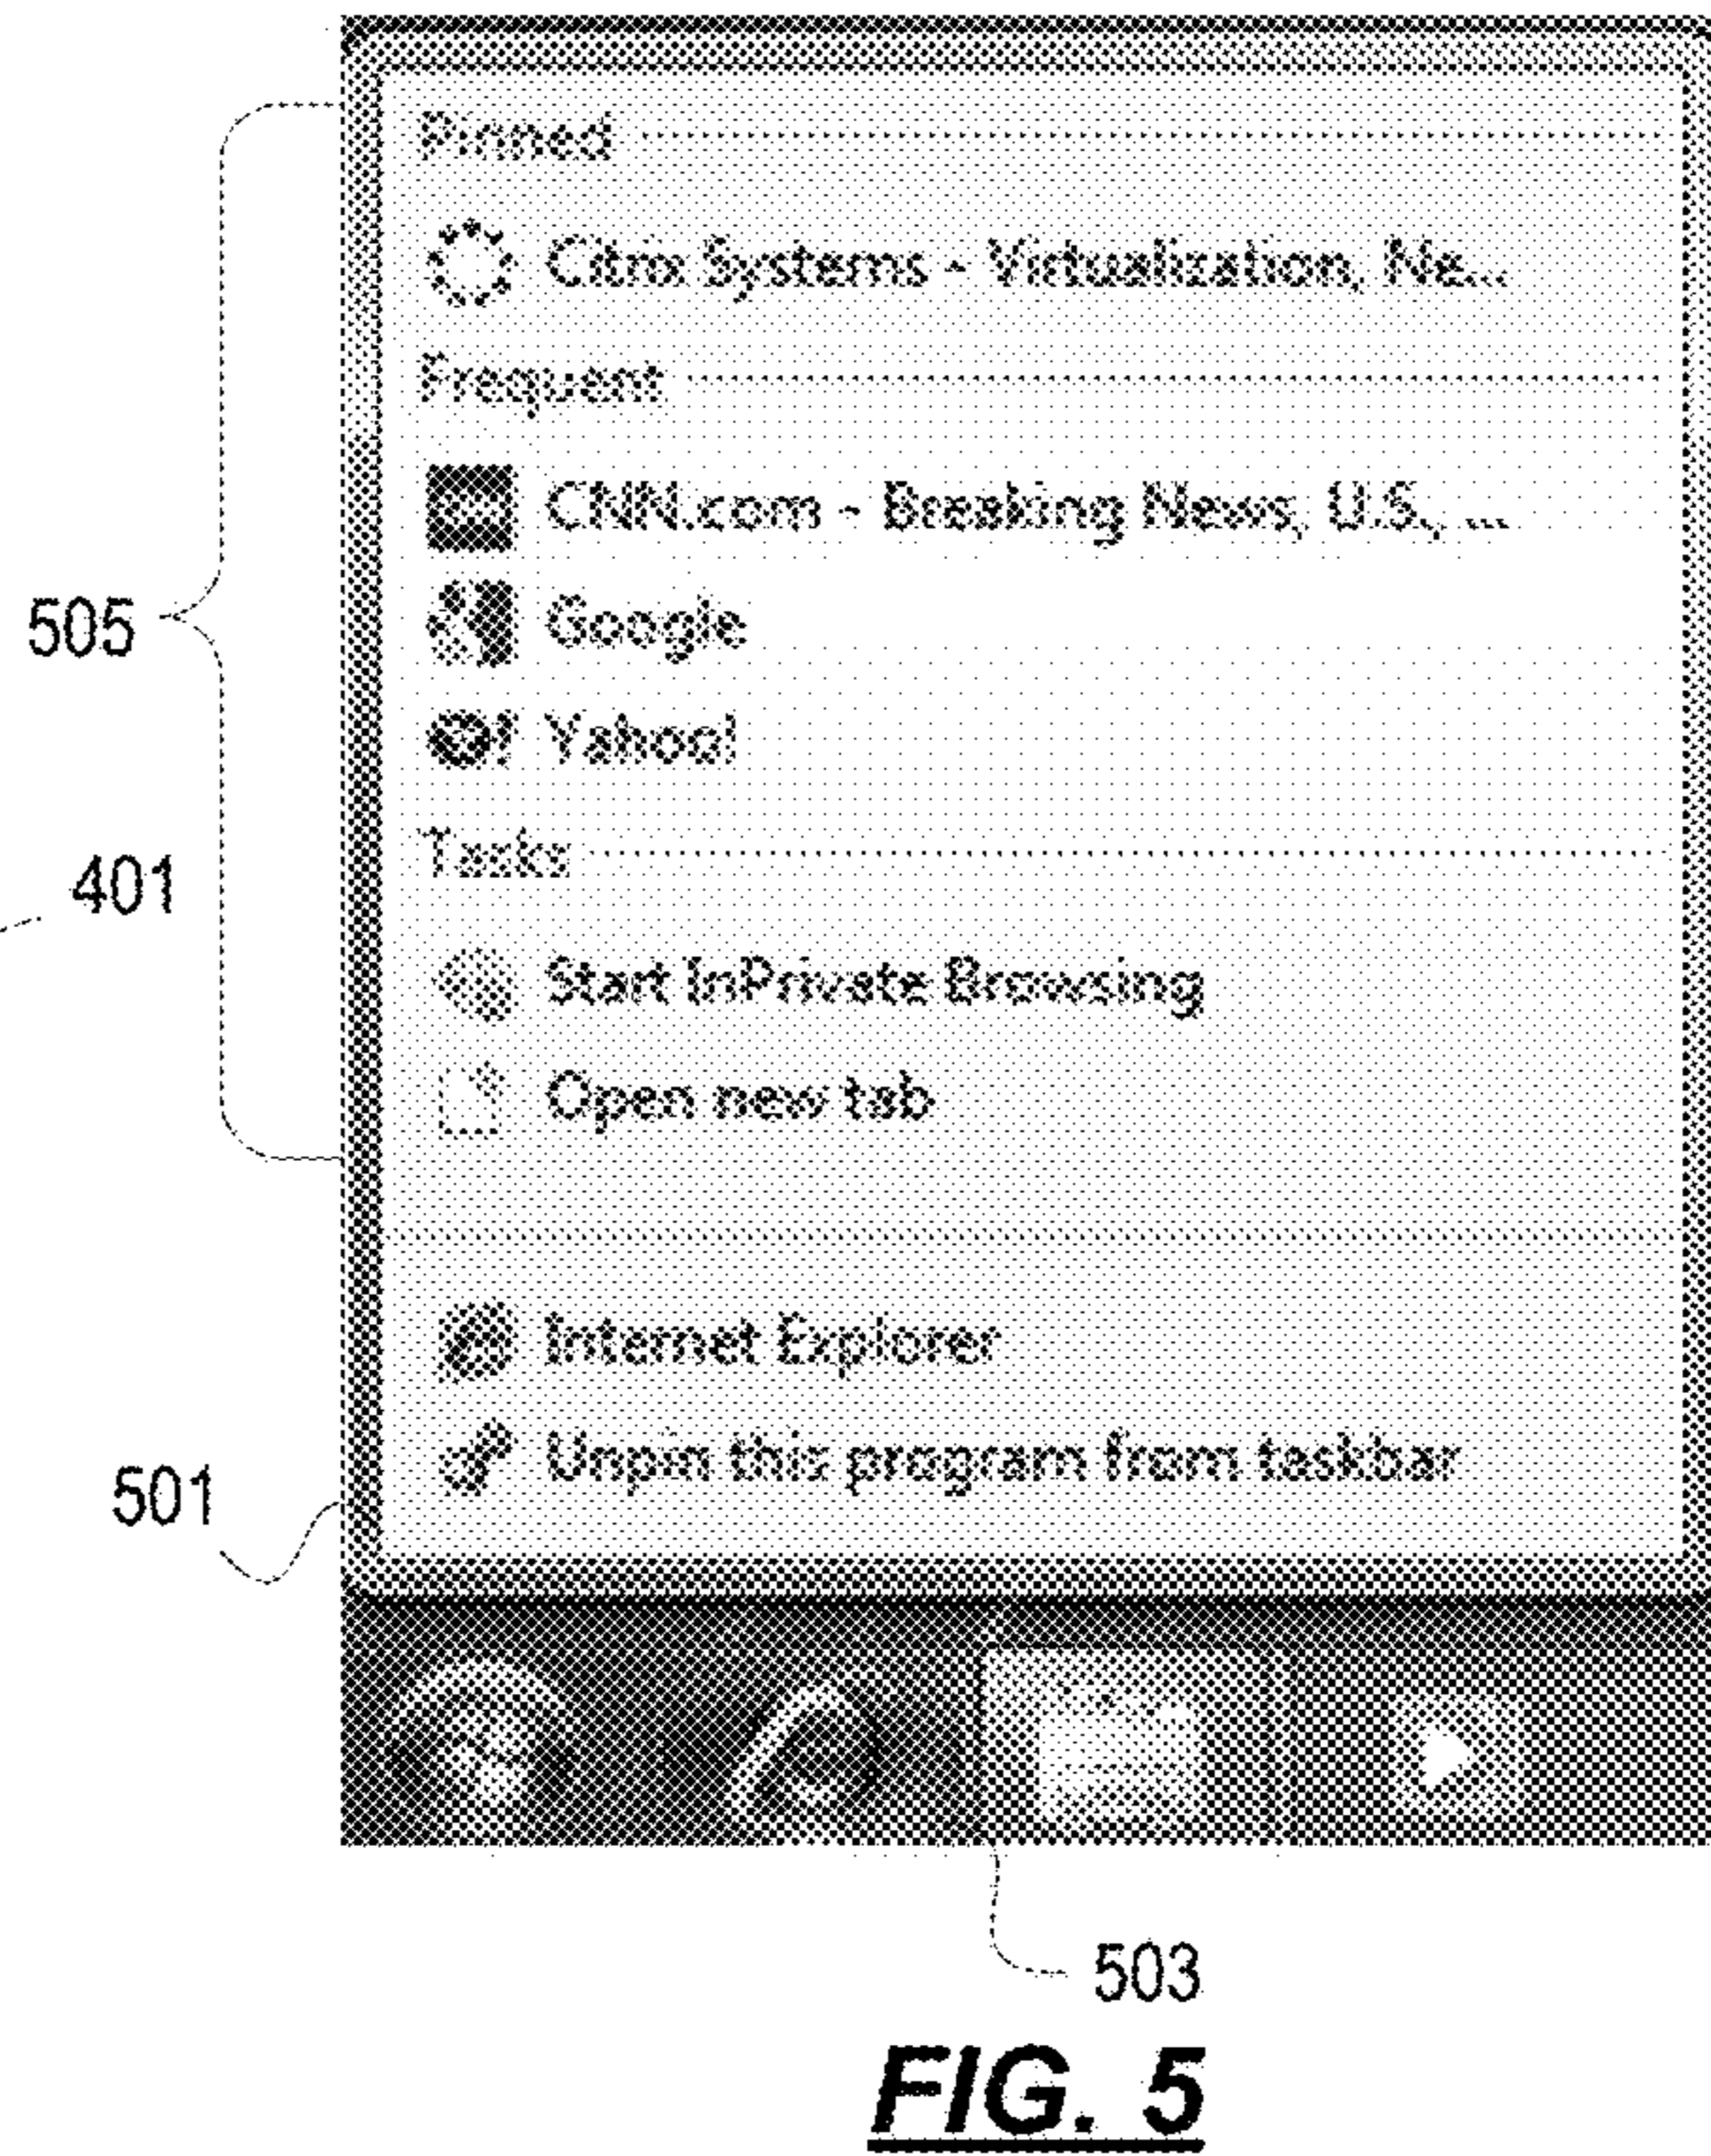 Pinned
Citrix Systems - Virtualization, Ne...
Frequent
CNN.com - Breaking News, U.S., ...
505
Google
Yahoo!
Tasks
401
Start InPrivate Browsing
Open new tab
Internet Explorer
Unpin this program from taskbar
501
503
FIG. 5